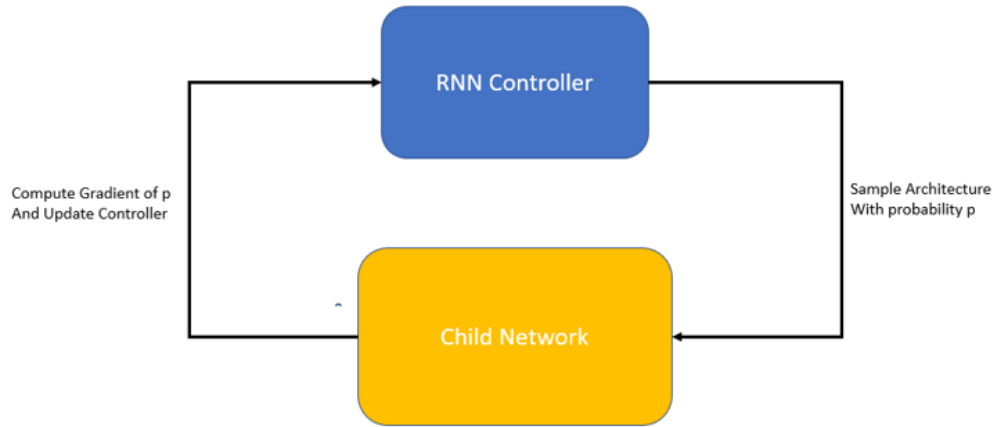 RNN Controller
Compute Gradient of p
And Update Controller
Sample Architecture
With probability p
Child Network